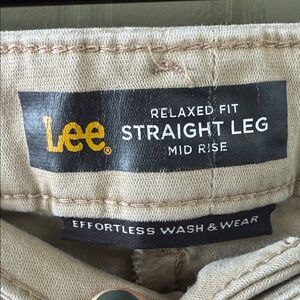 Lee®
RELAXED FIT
STRAIGHT LEG
MID RISE
EFFORTLESS WASH & WEAR